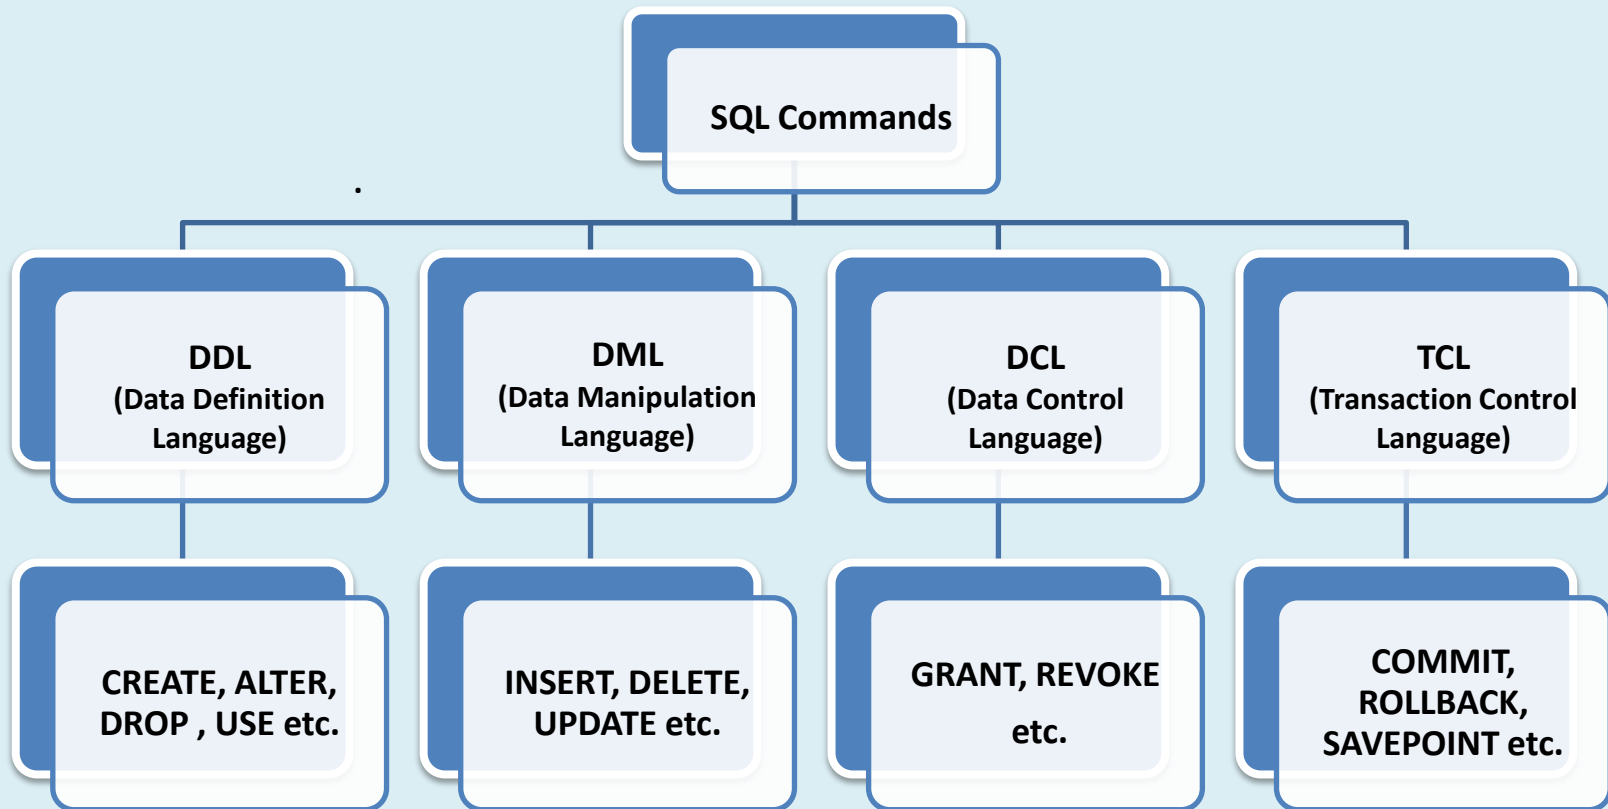 SQL Commands
.
DDL
(Data Definition
Language)
DML
(Data Manipulation
Language)
DCL
(Data Control
Language)
TCL
(Transaction Control
Language)
CREATE, ALTER,
DROP , USE etc.
INSERT, DELETE,
UPDATE etc.
GRANT, REVOKE
etc.
COMMIT,
ROLLBACK,
SAVEPOINT etc.